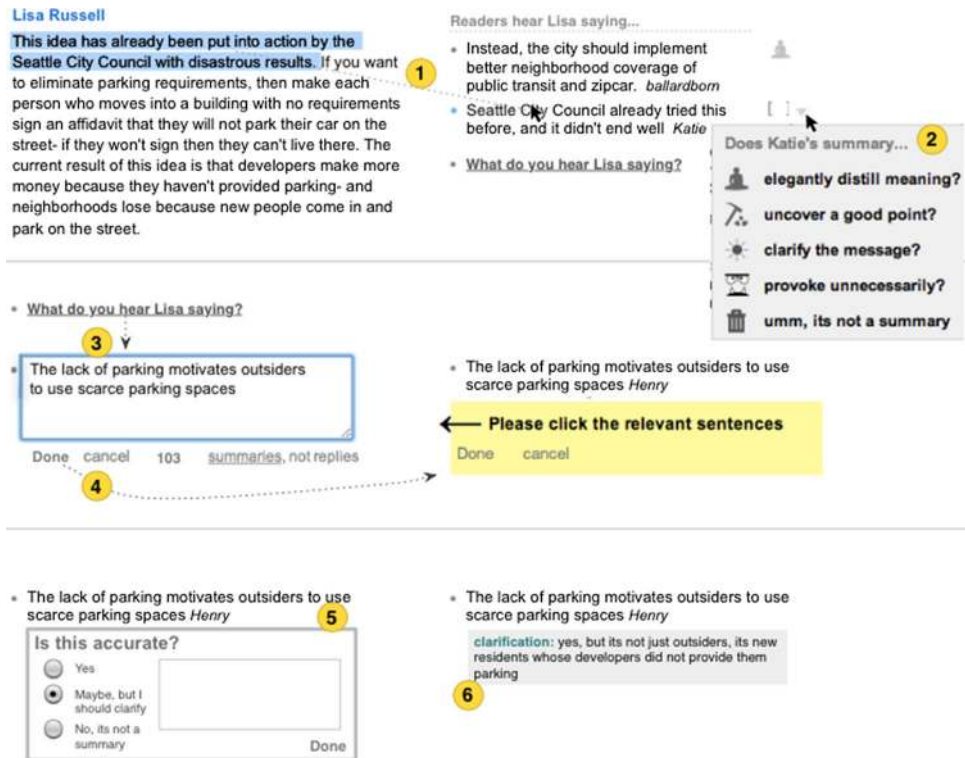 Lisa Russell
This idea has already been put into action by the
Seattle City Council with disastrous results. If you want
to eliminate parking requirements, then make each
person who moves into a building with no requirements
sign an affidavit that they will not park their car on the
street- if they won't sign then they can't live there. The
current result of this idea is that developers make more
money because they haven't provided parking- and
neighborhoods lose because new people come in and
park on the street.
1
Readers hear Lisa saying...
Instead, the city should implement
better neighborhood coverage of
public transit and zipcar. ballardborn
Seattle City Council already tried this
before, and it didn't end well Katie
What do you hear Lisa saying?
[ ]
2
Does Katie's summary...
elegantly distill meaning?
uncover a good point?
clarify the message?
provoke unnecessarily?
umm, its not a summary
What do you hear Lisa saying?
3
The lack of parking motivates outsiders
to use scarce parking spaces
Done cancel 103 summaries, not replies
4
The lack of parking motivates outsiders to use
scarce parking spaces Henry
Please click the relevant sentences
Done cancel
The lack of parking motivates outsiders to use
scarce parking spaces Henry
5
Is this accurate?
Yes
Maybe, but I
should clarify
No, its not a
summary
Done
The lack of parking motivates outsiders to use
scarce parking spaces Henry
clarification: yes, but its not just outsiders, its new
residents whose developers did not provide them
parking
6